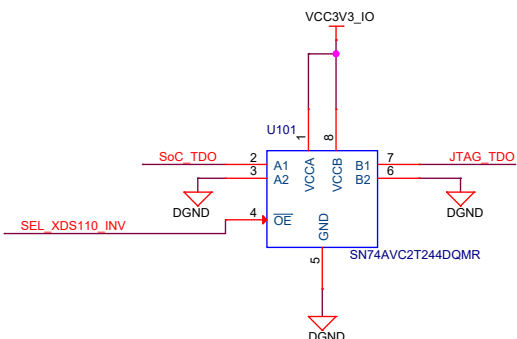 VCC3V3_IO
U101
1
8
SoC_TDO 2 A1 VCCA VCCB B1 7 JTAG_TDO
3 A2 B2 6
DGND DGND
SEL_XDS110_INV 4 OE GND
5 SN74AVC2T244DQMR
DGND